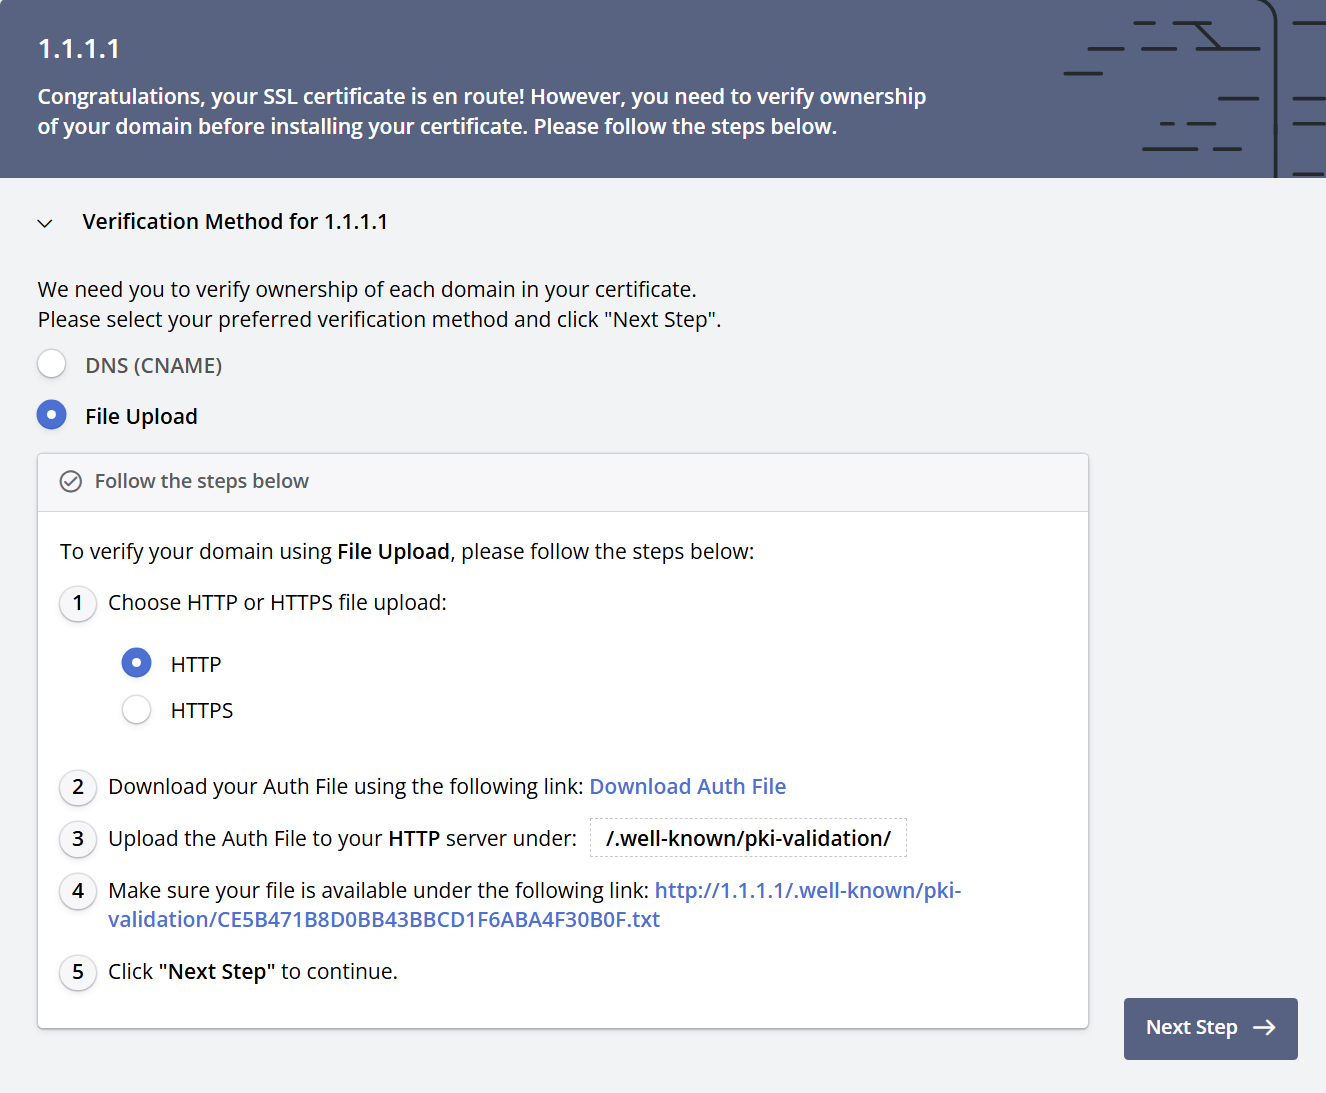 1.1.1.1
Congratulations, your SSL certificate is en route! However, you need to verify ownership
of your domain before installing your certificate. Please follow the steps below.
Verification Method for 1.1.1.1
We need you to verify ownership of each domain in your certificate.
Please select your preferred verification method and click "Next Step".
DNS (CNAME)
File Upload
Follow the steps below
To verify your domain using File Upload, please follow the steps below:
1 Choose HTTP or HTTPS file upload:
HTTP
HTTPS
2 Download your Auth File using the following link: Download Auth File
3 Upload the Auth File to your HTTP server under: /.well-known/pki-validation/
4 Make sure your file is available under the following link: http://1.1.1.1/.well-known/pki-
validation/CE5B471B8D0BB43BBCD1F6ABA4F30B0F.txt
5 Click "Next Step" to continue.
Next Step